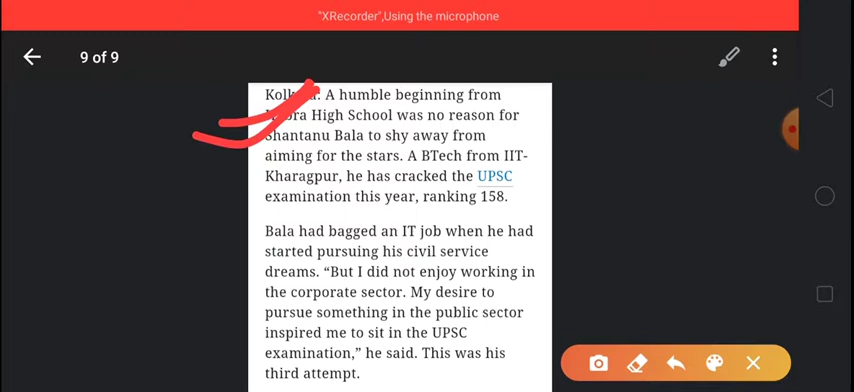 "XRecorder",Using the microphone
9 of 9
A humble beginning from
High School was no reason for
Shantanu Bala to shy away from
aiming for the stars. A BTech from IIT-
Kharagpur, he has cracked the UPSC
examination this year, ranking 158.
Bala had bagged an IT job when he had
started pursuing his civil service
dreams. “But I did not enjoy working in
the corporate sector. My desire to
pursue something in the public sector
inspired me to sit in the UPSC
examination,” he said. This was his
third attempt.